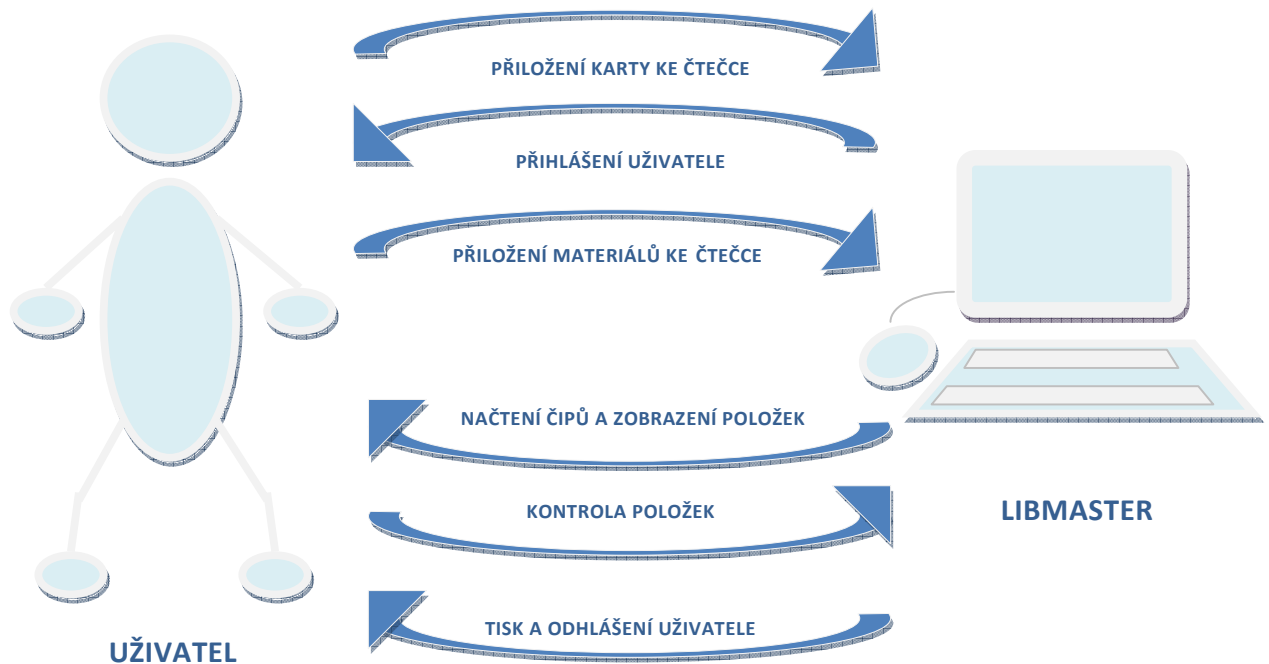 PŘILOŽENÍ KARTY KE ČTEČCE
PŘIHLÁŠENÍ UŽIVATELE
PŘILOŽENÍ MATERIÁLŮ KE ČTEČCE
NAČTENÍ ČIPŮ A ZOBRAZENÍ POLOŽEK
KONTROLA POLOŽEK
LIBMASTER
TISK A ODHLÁŠENÍ UŽIVATELE
UŽIVATEL